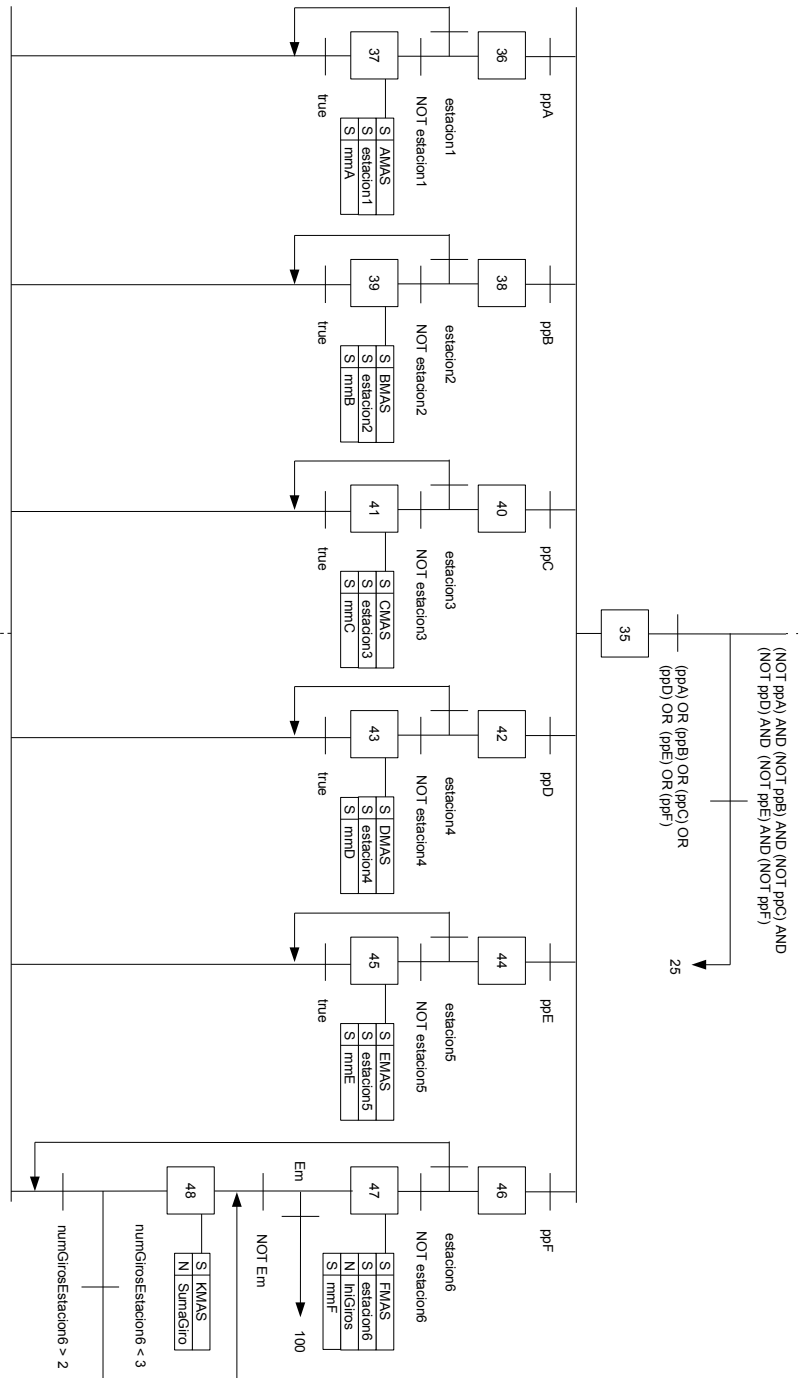 (NOT ppA) AND (NOT ppB) AND (NOT ppC) AND
(NOT ppD) AND (NOT ppE) AND (NOT ppF)
25
(ppA) OR (ppB) OR (ppC) OR
(ppD) OR (ppE) OR (ppF)
35
ppA
36
estacion1
NOT estacion1
37
S AMAS
S estacion1
S mmA
true
ppB
38
estacion2
NOT estacion2
39
S BMAS
S estacion2
S mmB
true
ppC
40
estacion3
NOT estacion3
41
S CMAS
S estacion3
S mmC
true
ppD
42
estacion4
NOT estacion4
43
S DMAS
S estacion4
S mmD
true
ppE
44
estacion5
NOT estacion5
45
S EMAS
S estacion5
S mmE
true
ppF
46
estacion6
NOT estacion6
47
S FMAS
S estacion6
N IniGiros
S mmF
Em
100
NOT Em
48
S KMAS
N SumaGiro
numGirosEstacion6 < 3
numGirosEstacion6 > 2